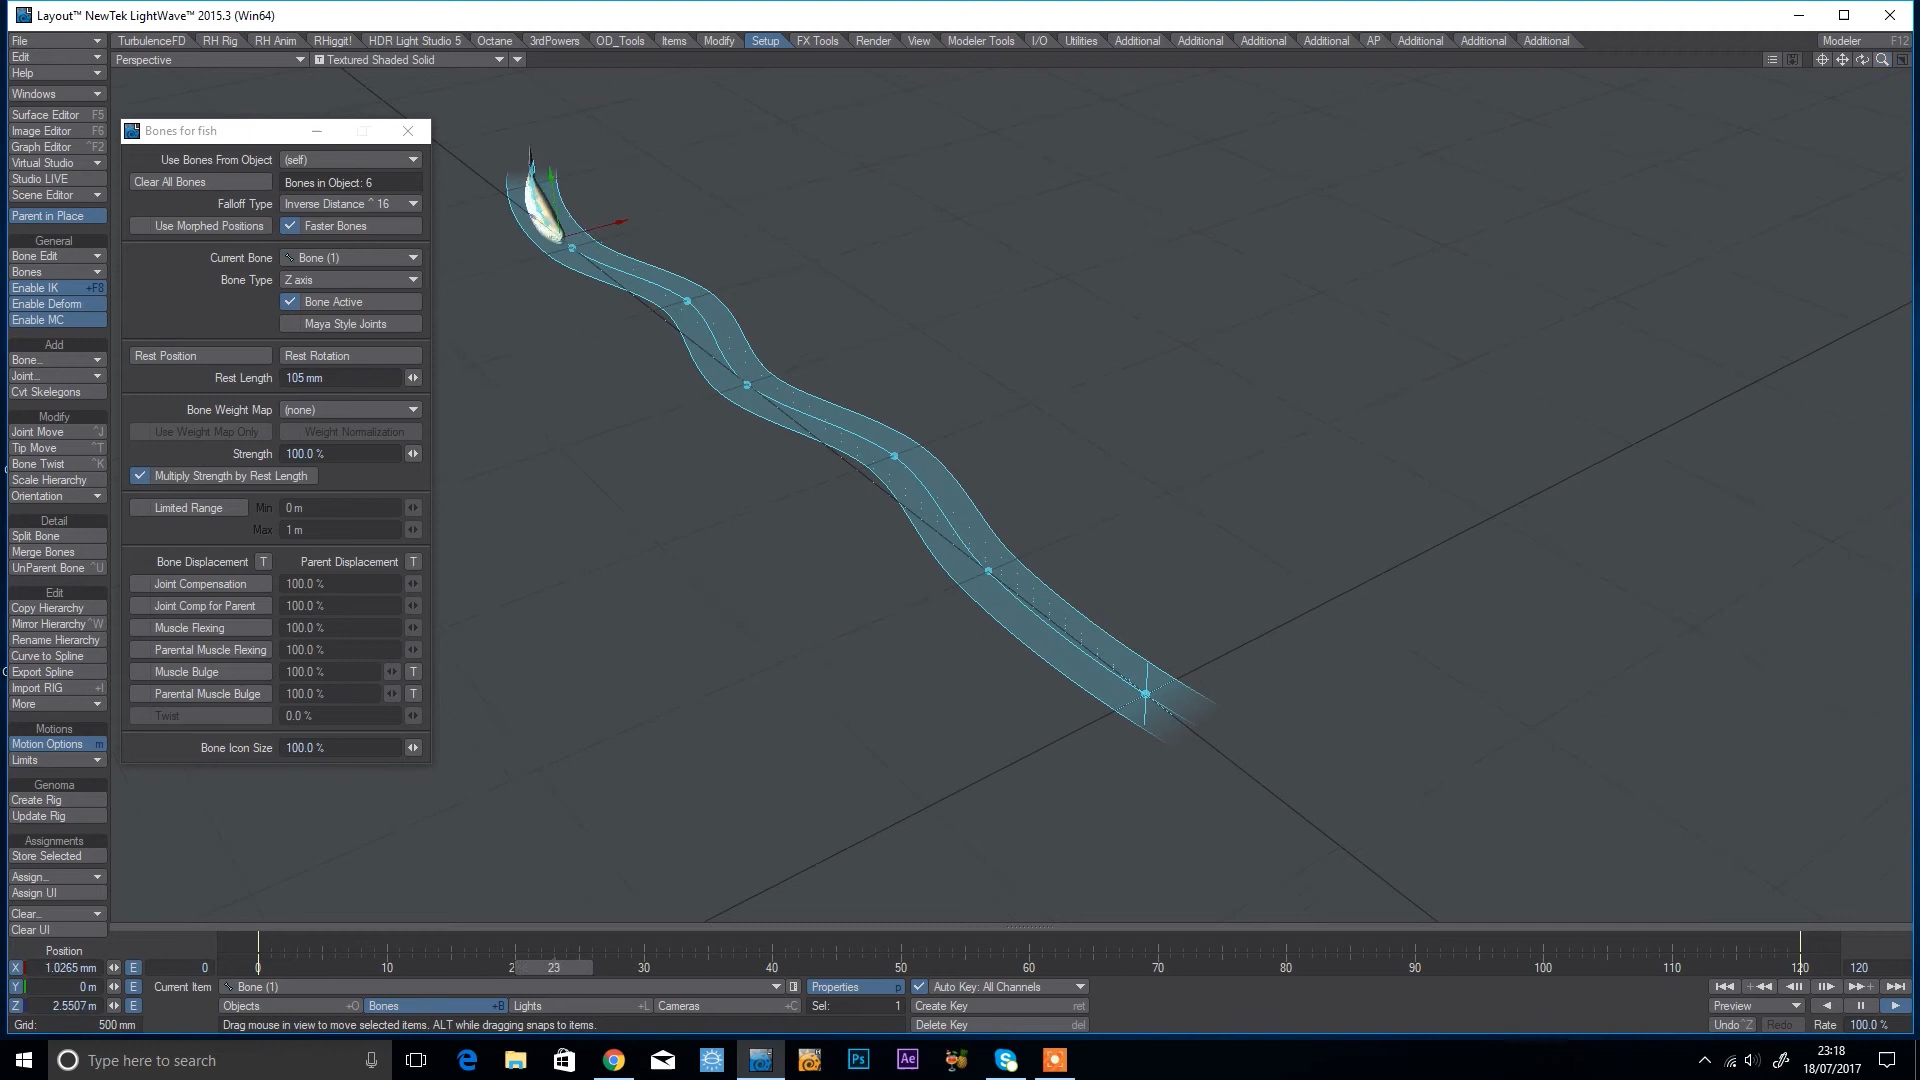 Layout™ NewTek LightWave™ 2015.3 (Win64)
File TurbulenceFD RH Rig RH Anim RHiggit! HDR Light Studio 5 Octane 3rdPowers OD_Tools Items Modify Setup FX Tools Render View Modeler Tools I/O Utilities Additional Additional Additional Additional AP Additional Additional Additional Modeler F12
Edit Perspective T Textured Shaded Solid
Help
Windows
Surface Editor F5
Image Editor F6
Graph Editor ^F2
Virtual Studio
Studio LIVE
Scene Editor
Parent in Place
General
Bone Edit
Bones
Enable IK +F8
Enable Deform
Enable MC
Add
Bone...
Joint...
Cvt Skelegons
Modify
Joint Move ^J
Tip Move ^T
Bone Twist ^K
Scale Hierarchy
Orientation
Detail
Split Bone
Merge Bones
UnParent Bone ^U
Edit
Copy Hierarchy
Mirror Hierarchy ^W
Rename Hierarchy
Curve to Spline
Export Spline
Import RIG +I
More
Motions
Motion Options m
Limits
Genoma
Create Rig
Update Rig
Assignments
Store Selected
Assign...
Assign UI
Clear...
Clear UI
Bones for fish
Use Bones From Object (self)
Clear All Bones Bones in Object: 6
Falloff Type Inverse Distance ^ 16
Use Morphed Positions Faster Bones
Current Bone Bone (1)
Bone Type Z axis
Bone Active
Maya Style Joints
Rest Position Rest Rotation
Rest Length 105 mm
Bone Weight Map (none)
Use Weight Map Only Weight Normalization
Strength 100.0 %
Multiply Strength by Rest Length
Limited Range Min 0 m
Max 1 m
Bone Displacement T Parent Displacement T
Joint Compensation 100.0 %
Joint Comp for Parent 100.0 %
Muscle Flexing 100.0 %
Parental Muscle Flexing 100.0 %
Muscle Bulge 100.0 % T
Parental Muscle Bulge 100.0 % T
Twist 0.0 %
Bone Icon Size 100.0 %
Position
X 1.0265 mm E 0 0 10 2 23 30 40 50 60 70 80 90 100 110 120 120
Y 0 m E Current Item Bone (1) Properties p Auto Key: All Channels
Z 2.5507 m E Objects +O Bones +B Lights +L Cameras +C Sel: 1 Create Key ret Preview
Grid: 500 mm Drag mouse in view to move selected items. ALT while dragging snaps to items. Delete Key del Undo ^Z Redo Rate 100.0 %
Type here to search Ps Ae 23:18
18/07/2017